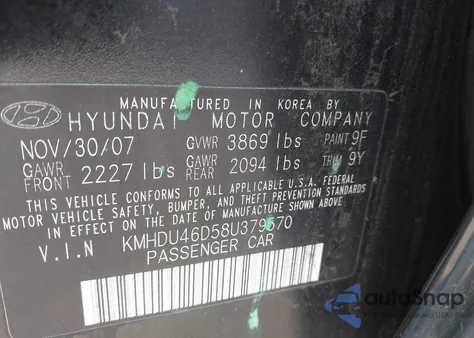 MANUFACTURED IN KOREA BY
HYUNDAI MOTOR COMPANY
NOV/30/07 GVWR 3869 lbs PAINT 9F
GAWR FRONT 2227 lbs GAWR REAR 2094 lbs TRIM 9Y
THIS VEHICLE CONFORMS TO ALL APPLICABLE U.S.A. FEDERAL
MOTOR VEHICLE SAFETY, BUMPER, AND THEFT PREVENTION STANDARDS
IN EFFECT ON THE DATE OF MANUFACTURE SHOWN ABOVE.
V.I.N KMHDU46D58U379570
PASSENGER CAR
autoSnap